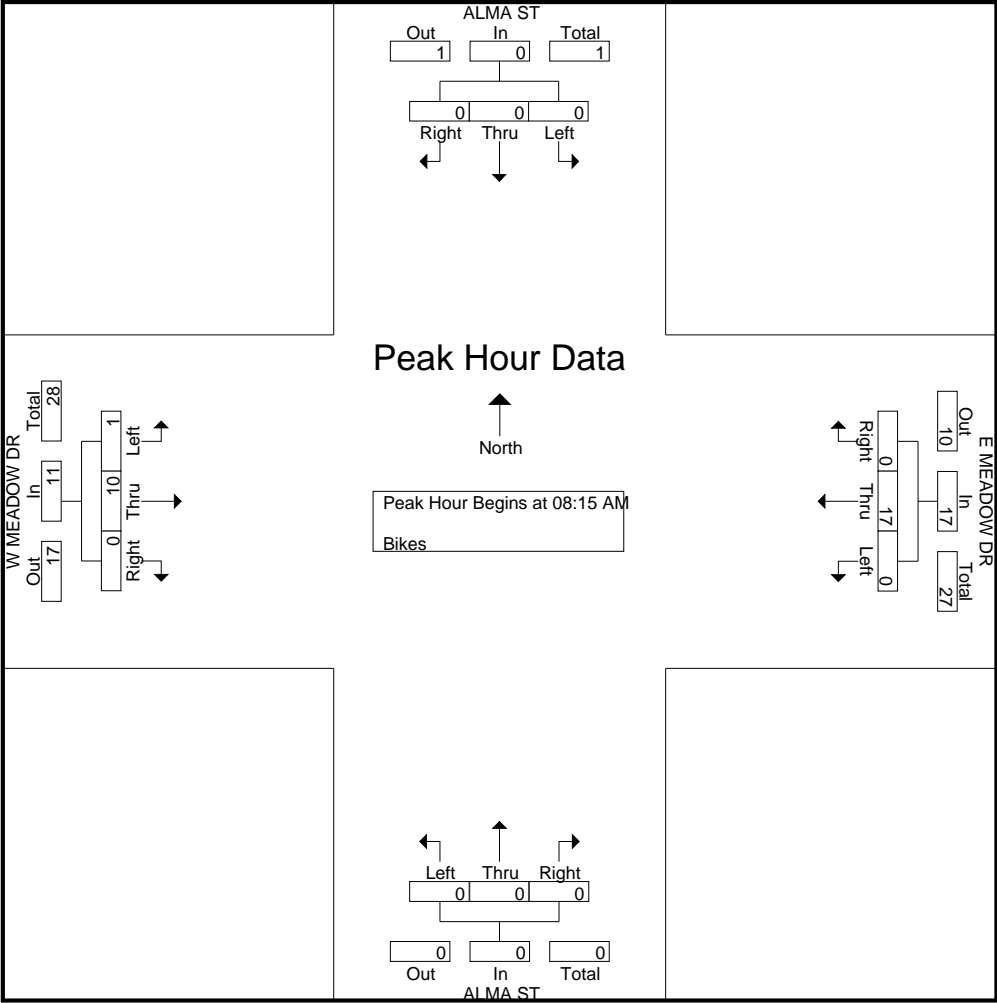 ALMA ST
Out In Total
1 0 1
0 0 0
Right Thru Left
Peak Hour Data
North
Peak Hour Begins at 08:15 AM
Bikes
W MEADOW DR
Out In Total
17 11 28
0 10 1
Right Thru Left
E MEADOW DR
Out In Total
10 17 27
0 17 0
Right Thru Left
Left Thru Right
0 0 0
0 0 0
Out In Total
ALMA ST